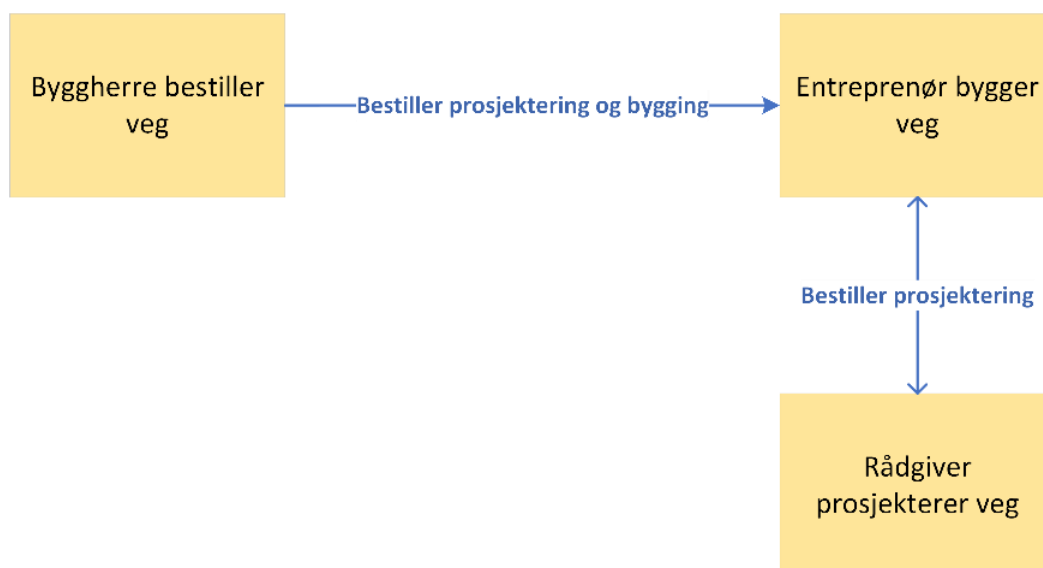 Byggherre bestiller
veg
Bestiller prosjektering og bygging
Entreprenør bygger
veg
Bestiller prosjektering
Rådgiver
prosjekterer veg